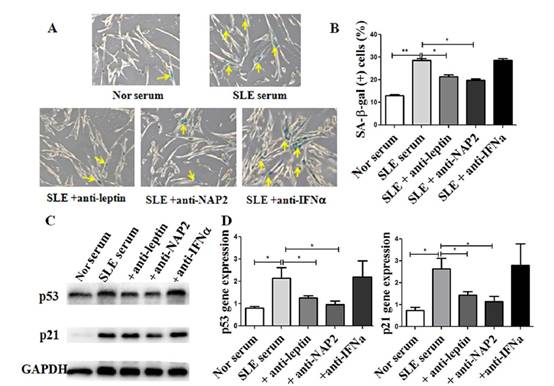 A
Nor serum
SLE serum
SLE +anti-leptin
SLE +anti-NAP2
SLE +anti-IFNα
B
SA-β-gal (+) cells (%)
40
30
20
10
0
**
*
*
Nor serum
SLE serum
SLE + anti-leptin
SLE + anti-NAP2
SLE + anti-IFNa
C
Nor serum
SLE serum
+ anti-leptin
+ anti-NAP2
+ anti-IFNα
p53
p21
GAPDH
D
p53 gene expression
4
3
2
1
0
*
*
*
Nor serum
SLE serum
+ anti-leptin
+ anti-NAP2
+anti-IFNa
p21 gene expression
4
3
2
1
0
*
*
*
Nor serum
SLE serum
+ anti-leptin
+ anti-NAP2
+anti-IFNa